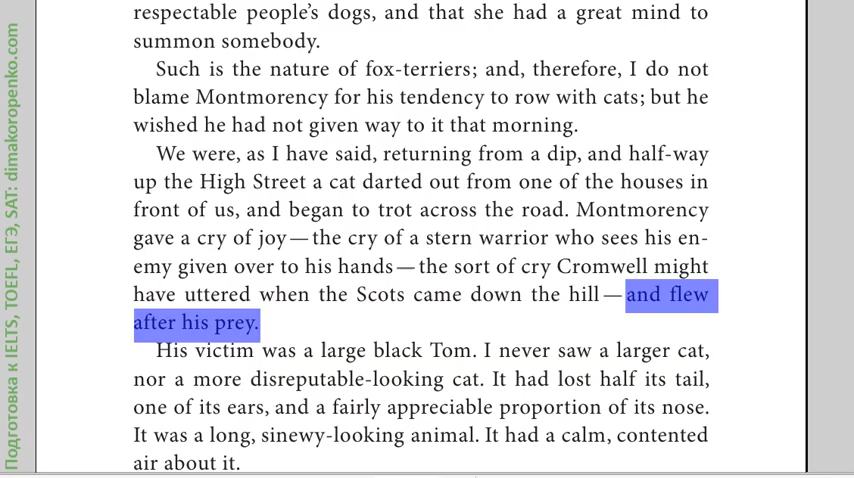 respectable people’s dogs, and that she had a great mind to
summon somebody.
Such is the nature of fox-terriers; and, therefore, I do not
blame Montmorency for his tendency to row with cats; but he
wished he had not given way to it that morning.
We were, as I have said, returning from a dip, and half-way
up the High Street a cat darted out from one of the houses in
front of us, and began to trot across the road. Montmorency
gave a cry of joy—the cry of a stern warrior who sees his en-
emy given over to his hands—the sort of cry Cromwell might
have uttered when the Scots came down the hill—and flew
after his prey.
His victim was a large black Tom. I never saw a larger cat,
nor a more disreputable-looking cat. It had lost half its tail,
one of its ears, and a fairly appreciable proportion of its nose.
It was a long, sinewy-looking animal. It had a calm, contented
air about it.
Подготовка к IELTS, TOEFL, ЕГЭ, SAT: dimakoropenko.com